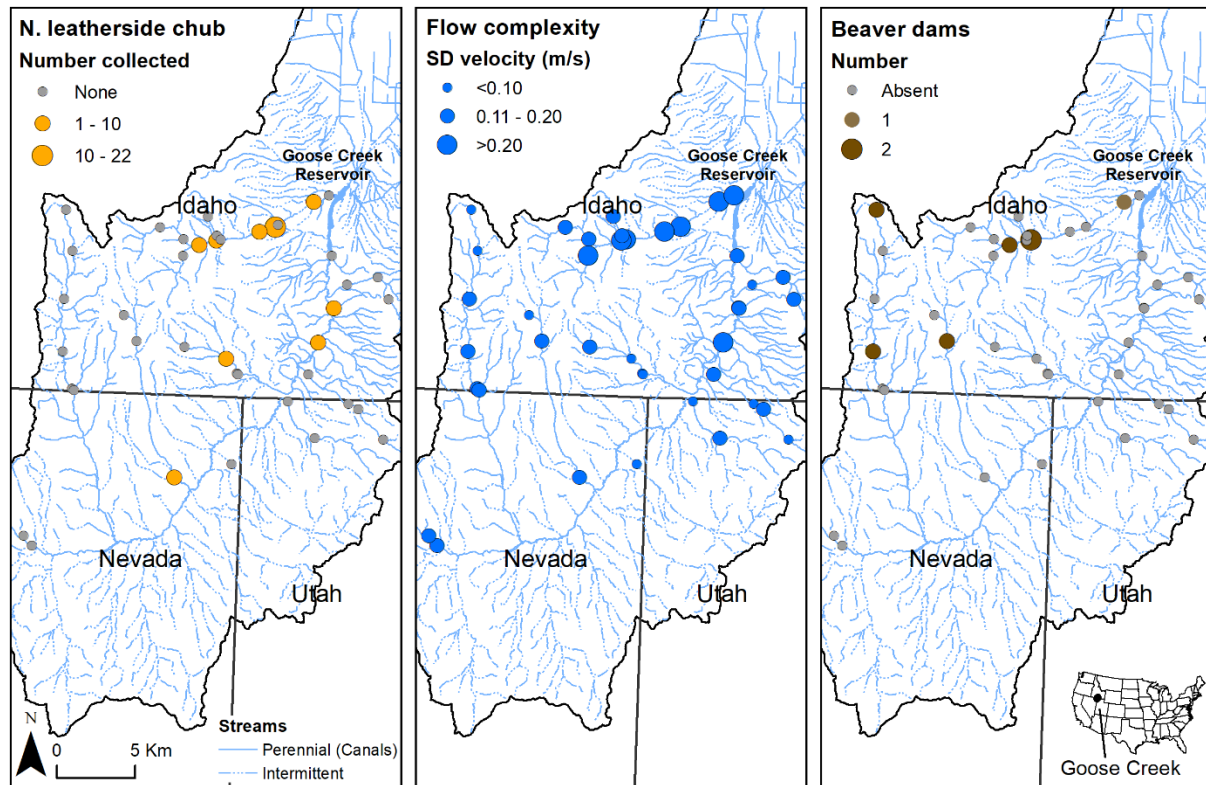 N. leatherside chub
Number collected
None
1 - 10
10 - 22
Goose Creek
Reservoir
Idaho
Nevada
Utah
N
0 5 Km
Streams
Perennial (Canals)
Intermittent
Flow complexity
SD velocity (m/s)
<0.10
0.11 - 0.20
>0.20
Goose Creek
Reservoir
Idaho
Nevada
Utah
Beaver dams
Number
Absent
1
2
Goose Creek
Reservoir
Idaho
Nevada
Utah
Goose Creek